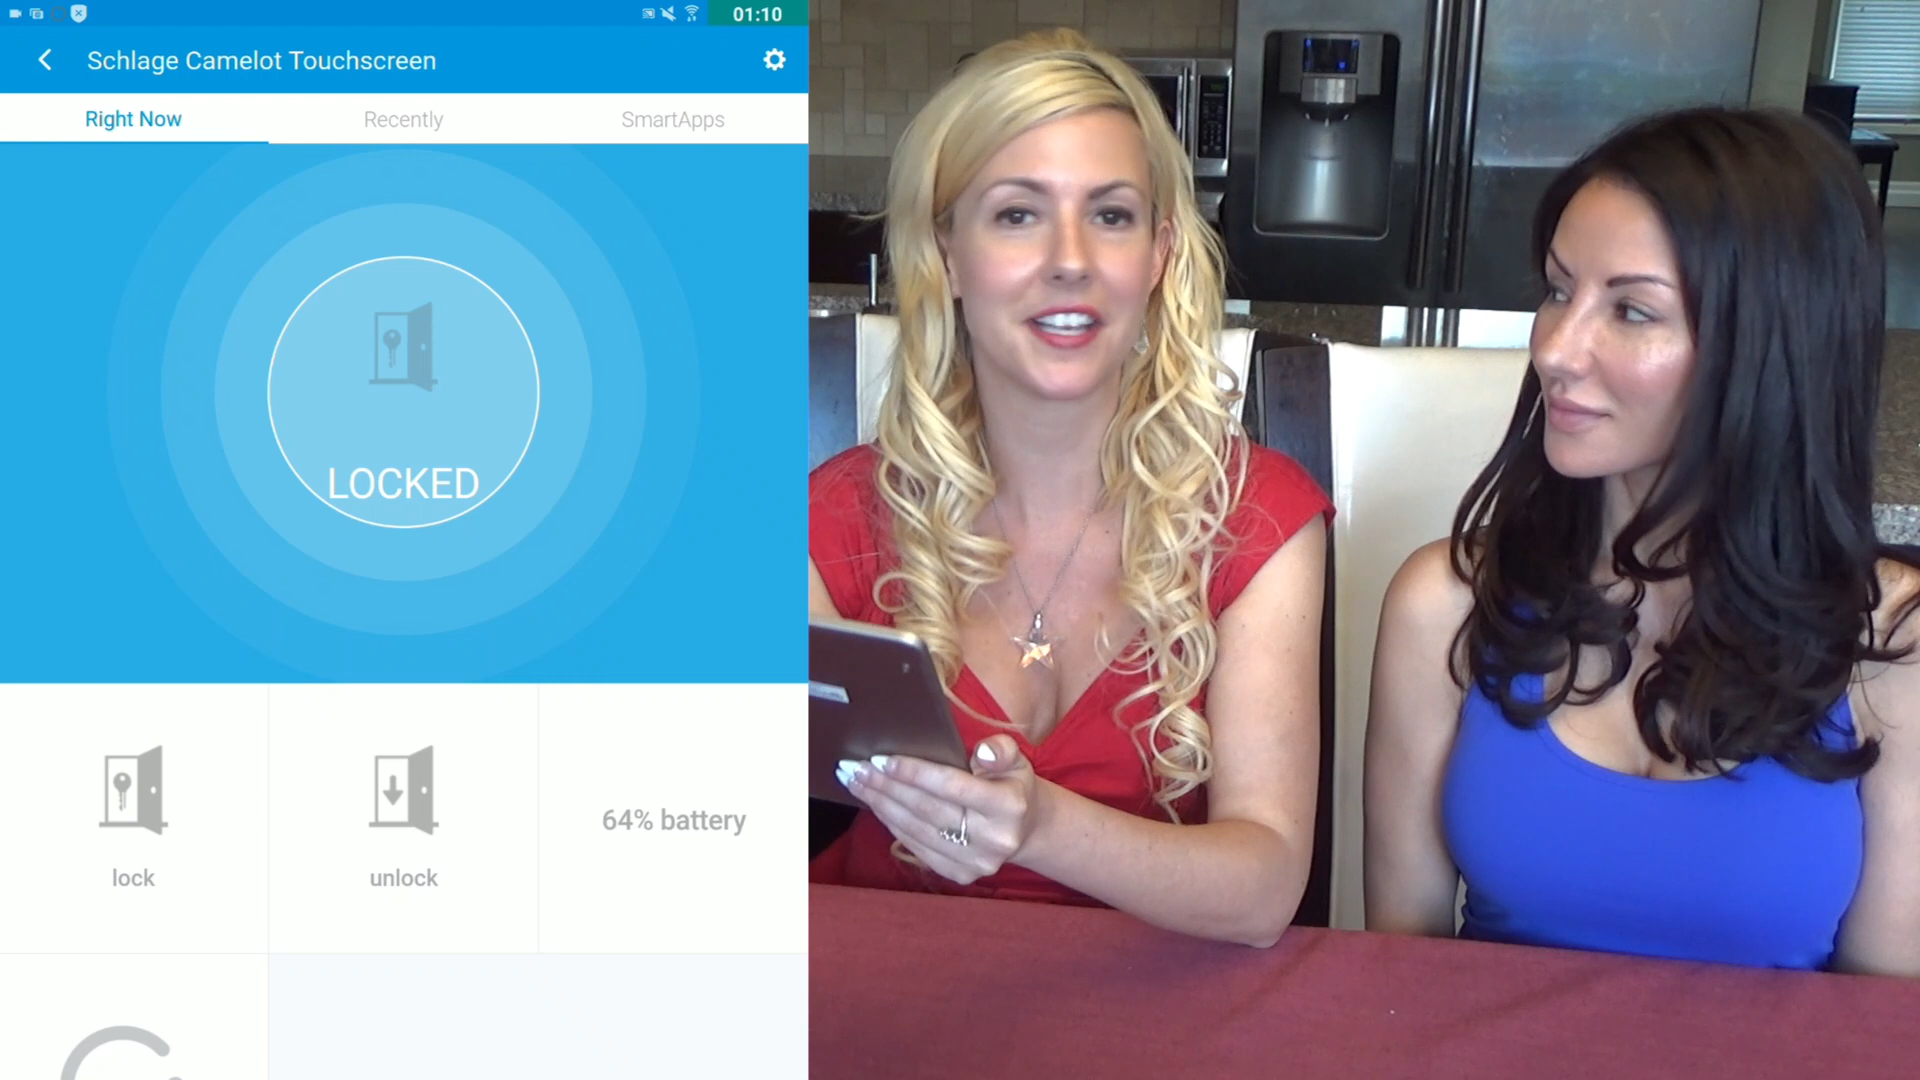 01:10
Schlage Camelot Touchscreen
Right Now
Recently
SmartApps
LOCKED
lock
unlock
64% battery